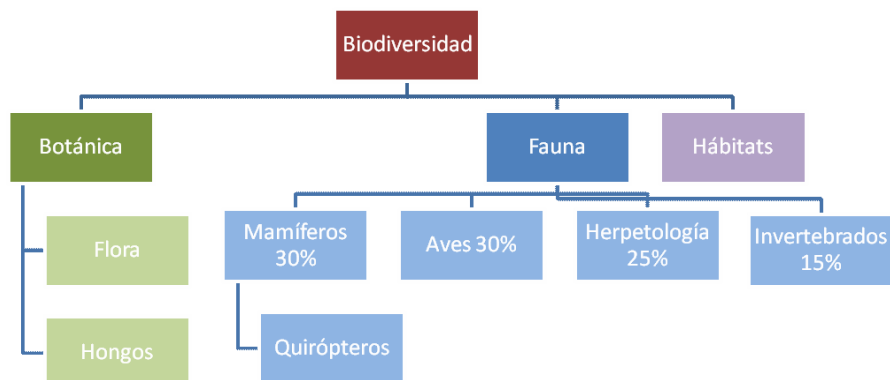 Biodiversidad
Botánica
Fauna
Hábitats
Flora
Mamíferos
30%
Aves 30%
Herpetología
25%
Invertebrados
15%
Hongos
Quirópteros